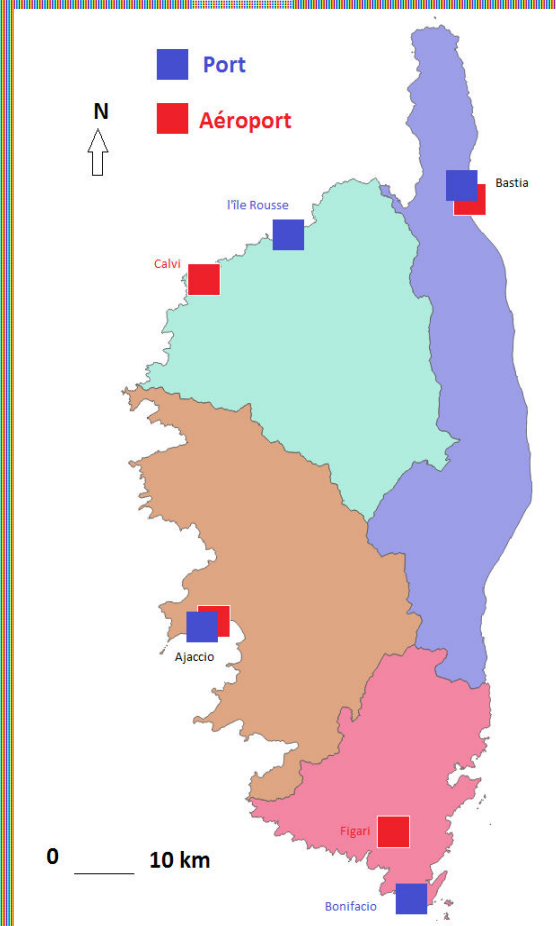 Port
N
Aéroport
Bastia
l'île Rousse
Calvi
Ajaccio
Figari
0 10 km
Bonifacio